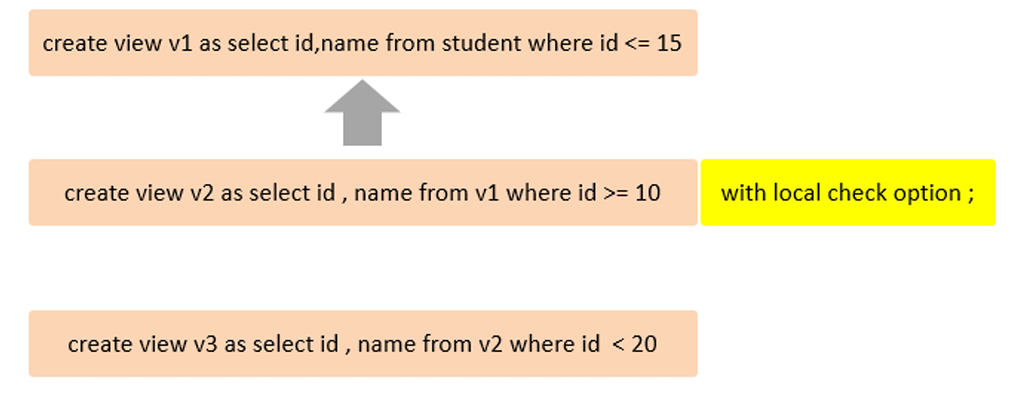 create view v1 as select id,name from student where id <= 15
create view v2 as select id , name from v1 where id >= 10 with local check option ;
create view v3 as select id , name from v2 where id  < 20